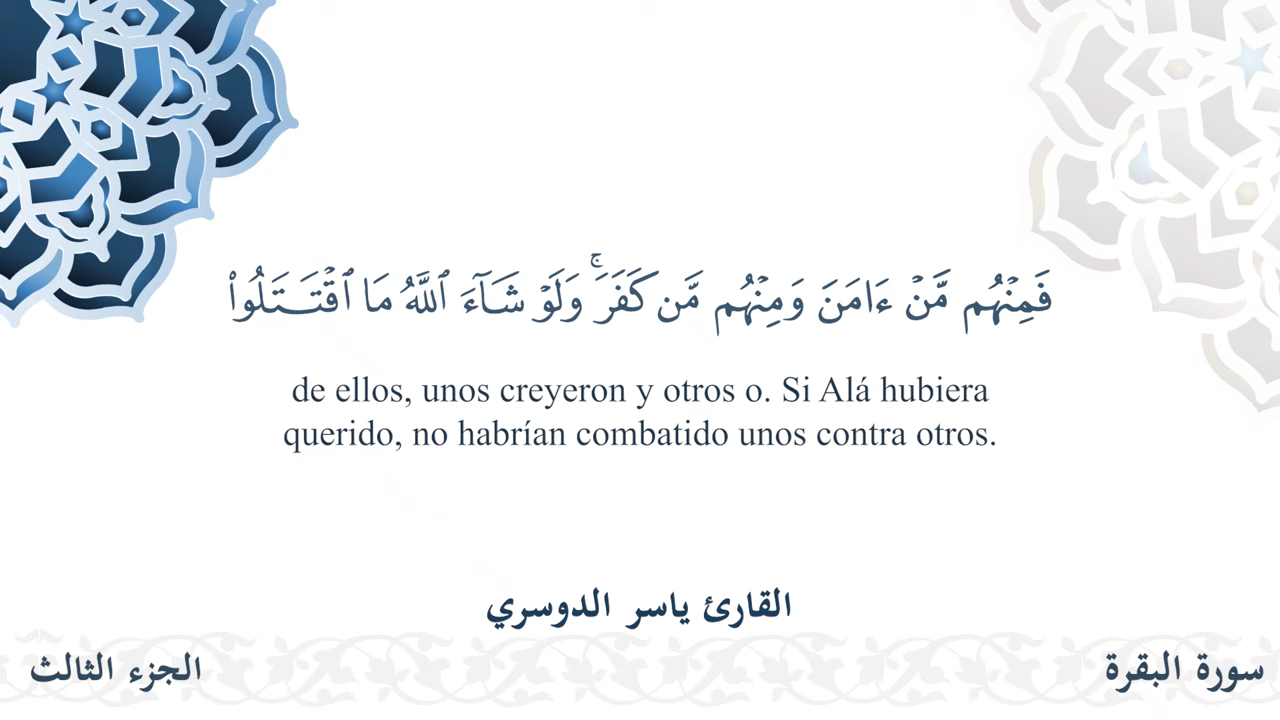 فَمِنْهُم مَّنْ ءَامَنَ وَمِنْهُم مَّن كَفَرَ ۚ وَلَوْ شَآءَ ٱللَّهُ مَا ٱقْتَتَلُوا۟
de ellos, unos creyeron y otros o. Si Alá hubiera
querido, no habrían combatido unos contra otros.
القارئ ياسر الدوسري
سورة البقرة
الجزء الثالث